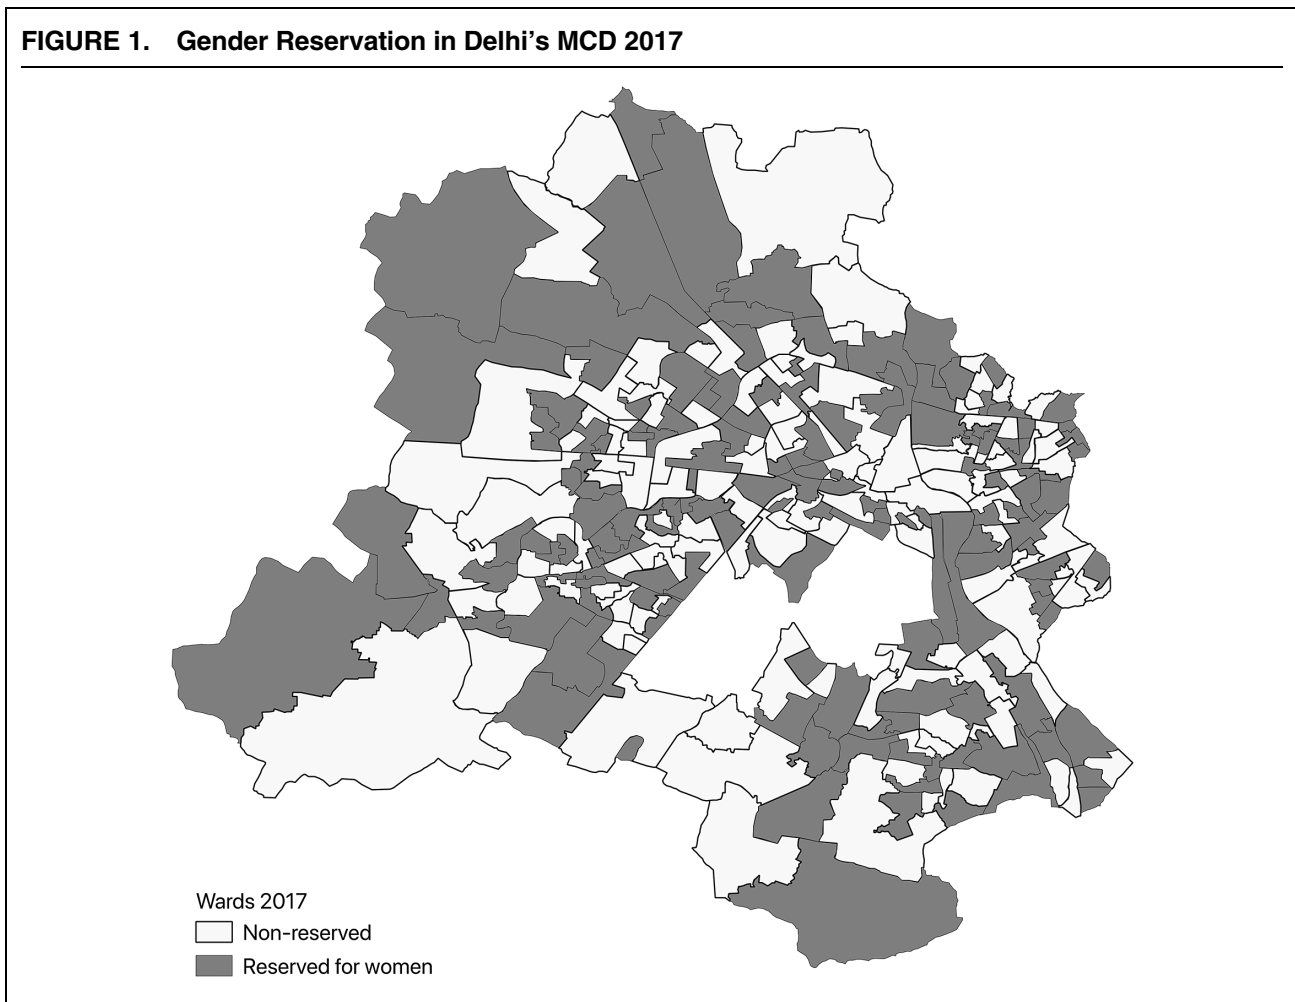 FIGURE 1. Gender Reservation in Delhi’s MCD 2017
Wards 2017
Non-reserved
Reserved for women